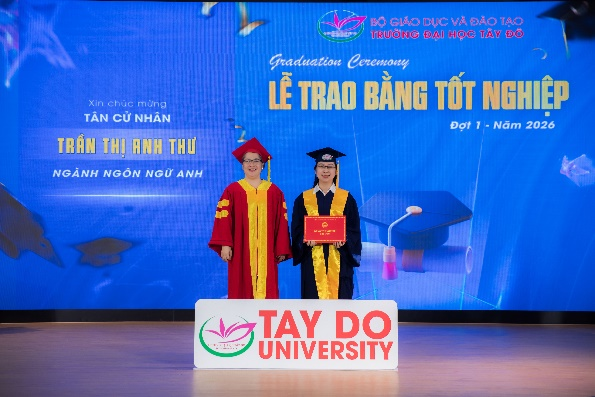 BỘ GIÁO DỤC VÀ ĐÀO TẠO
TRƯỜNG ĐẠI HỌC TÂY ĐÔ
Graduation Ceremony
LỄ TRAO BẰNG TỐT NGHIỆP
Đợt 1 - Năm 2026
Xin chúc mừng
TÂN CỬ NHÂN
TRẦN THỊ ANH THƯ
NGÀNH NGÔN NGỮ ANH
TAY DO
UNIVERSITY